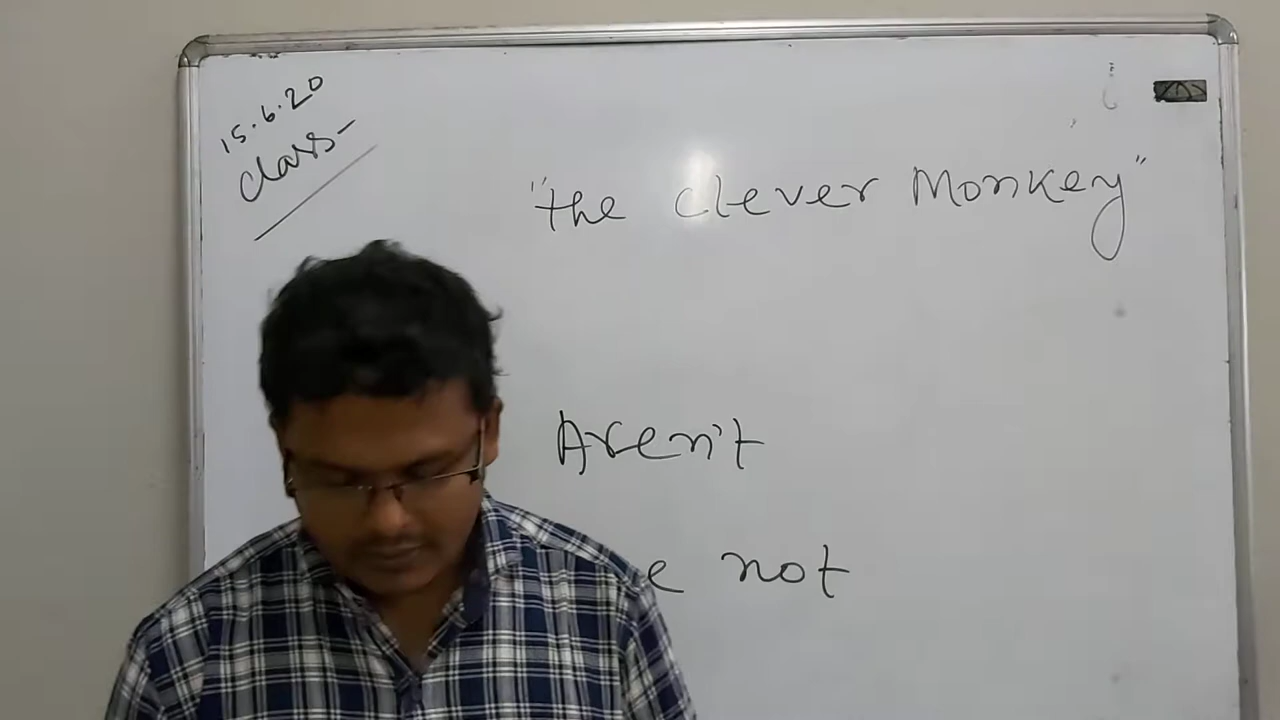 15.6.20
Class-
"the clever Monkey"
Aren't
e not